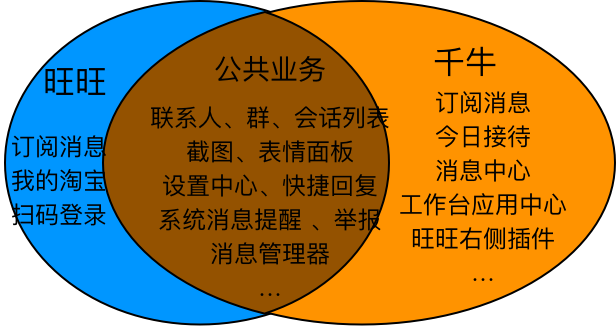 旺旺
订阅消息
我的淘宝
扫码登录
公共业务
联系人、群、会话列表
截图、表情面板
设置中心、快捷回复
系统消息提醒 、举报
消息管理器
...
千牛
订阅消息
今日接待
消息中心
工作台应用中心
旺旺右侧插件
...